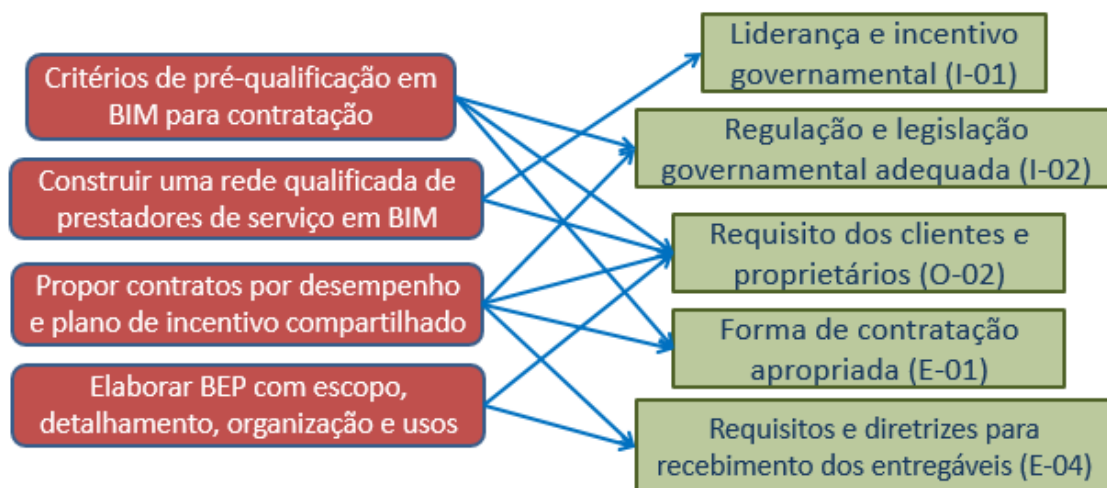 Critérios de pré-qualificação em
BIM para contratação
Construir uma rede qualificada de
prestadores de serviço em BIM
Propor contratos por desempenho
e plano de incentivo compartilhado
Elaborar BEP com escopo,
detalhamento, organização e usos
Liderança e incentivo
governamental (I-01)
Regulação e legislação
governamental adequada (I-02)
Requisito dos clientes e
proprietários (O-02)
Forma de contratação
apropriada (E-01)
Requisitos e diretrizes para
recebimento dos entregáveis (E-04)